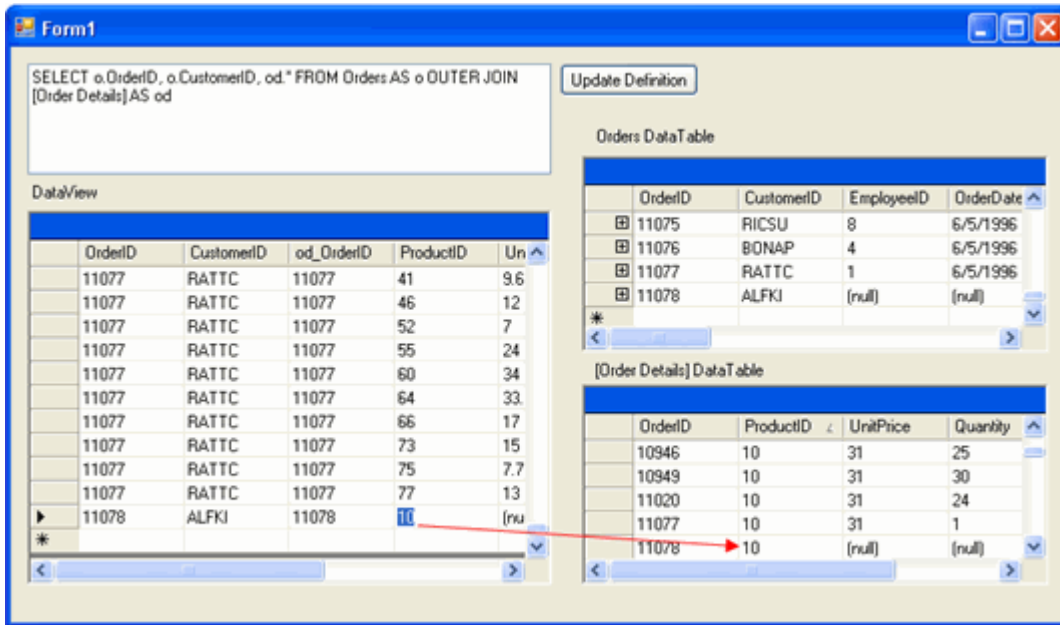 Form1
SELECT o.OrderID, o.CustomerID, od.* FROM Orders AS o OUTER JOIN
[Order Details] AS od
Update Definition
DataView
OrderID CustomerID od_OrderID ProductID Un
11077 RATTC 11077 41 9.6
11077 RATTC 11077 46 12
11077 RATTC 11077 52 7
11077 RATTC 11077 55 24
11077 RATTC 11077 60 34
11077 RATTC 11077 64 33.
11077 RATTC 11077 66 17
11077 RATTC 11077 73 15
11077 RATTC 11077 75 7.7
11077 RATTC 11077 77 13
11078 ALFKI 11078 10 (nu
Orders DataTable
OrderID CustomerID EmployeeID OrderDate
11075 RICSU 8 6/5/1996
11076 BONAP 4 6/5/1996
11077 RATTC 1 6/5/1996
11078 ALFKI (null) (null)
[Order Details] DataTable
OrderID ProductID UnitPrice Quantity
10946 10 31 25
10949 10 31 30
11020 10 31 24
11077 10 31 1
11078 10 (null) (null)